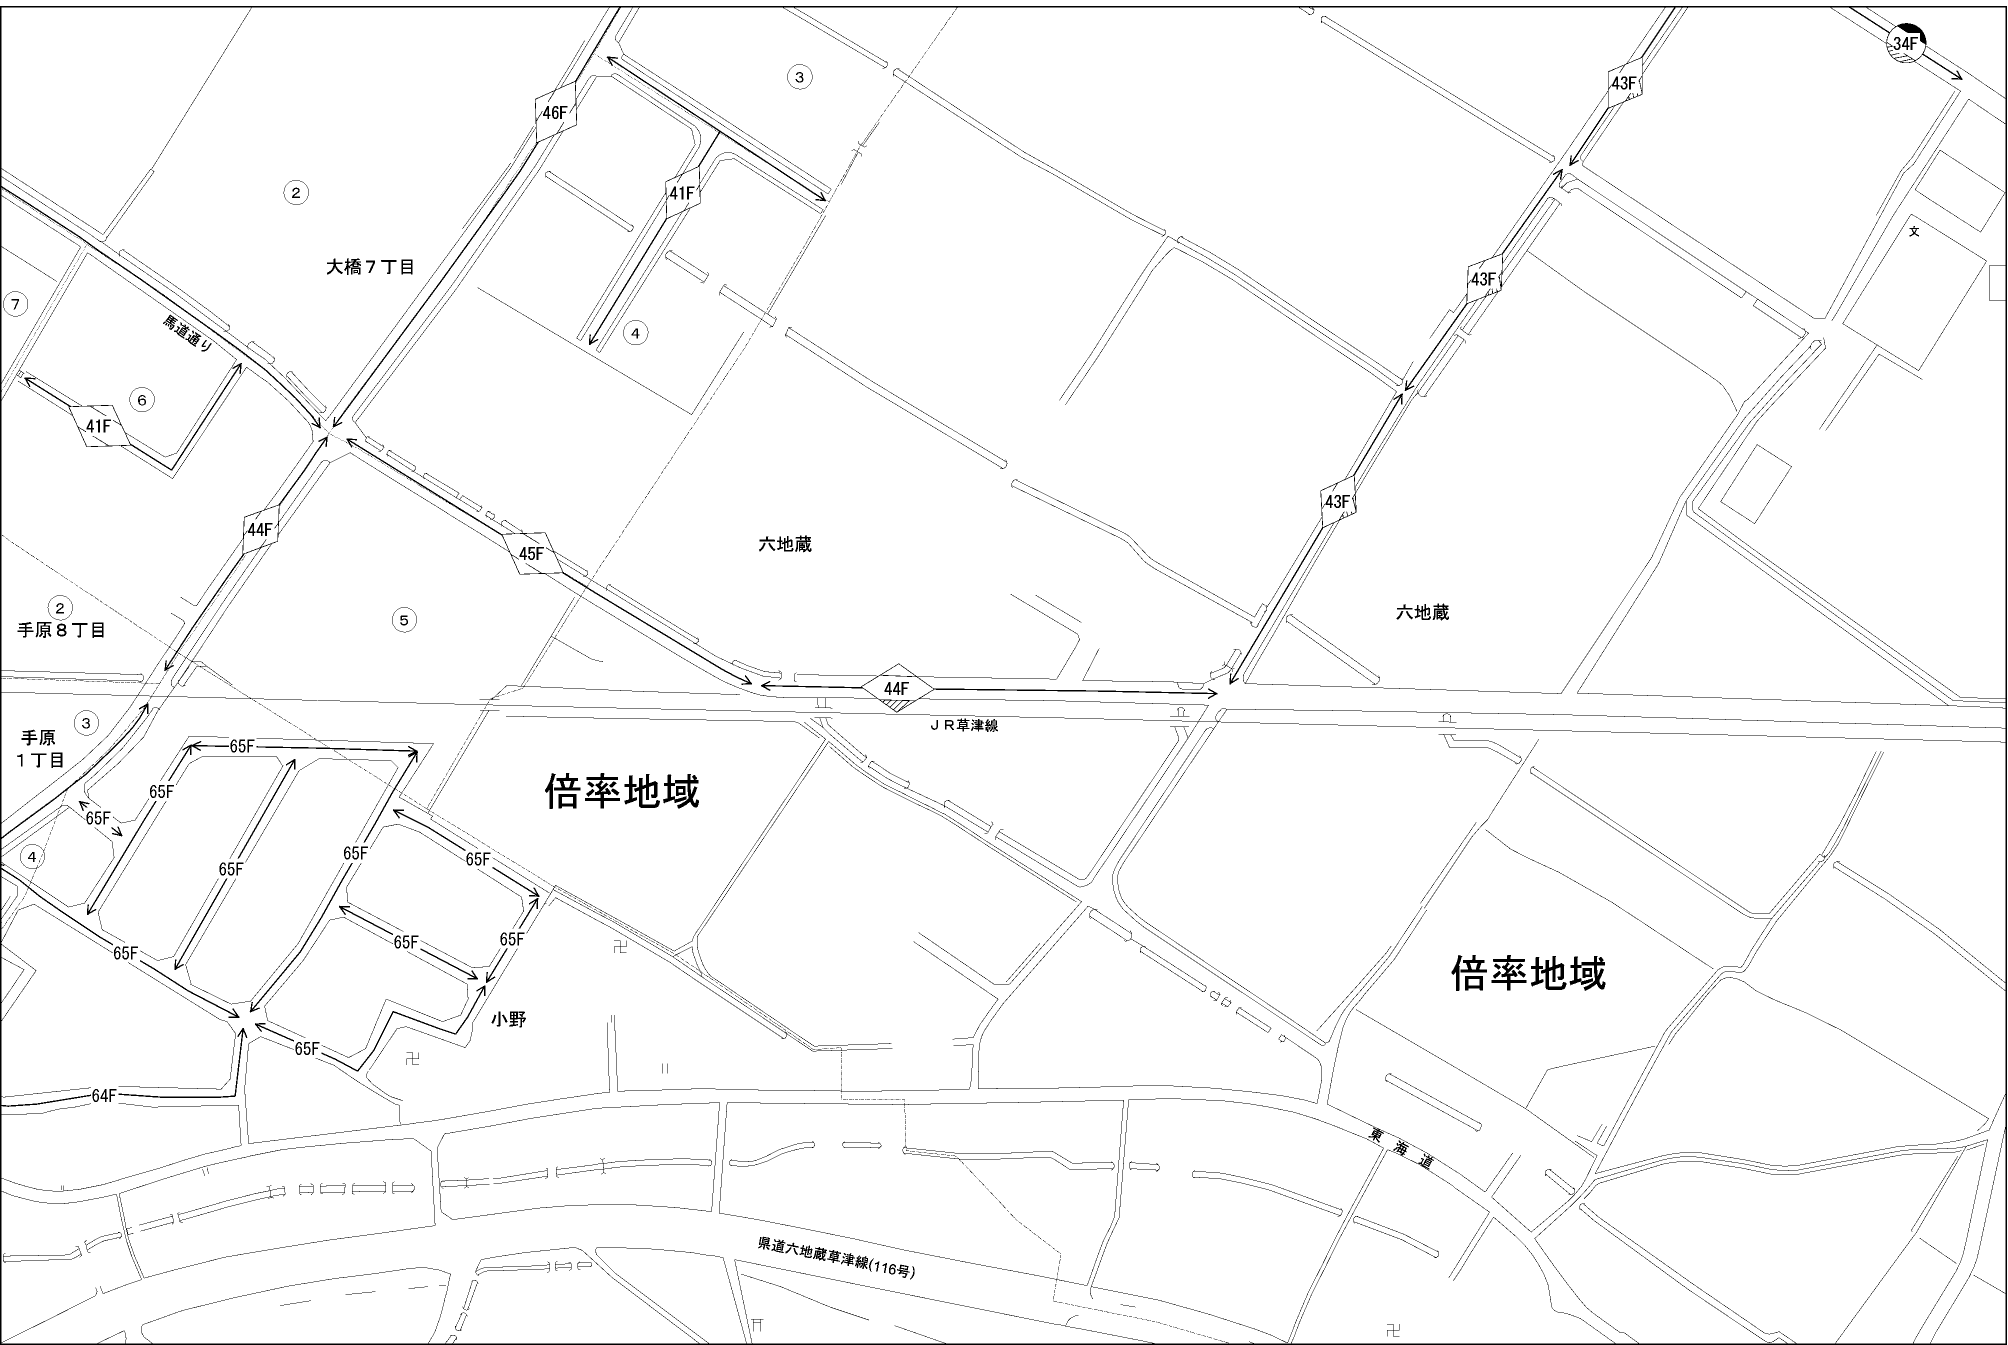 34F
③
43F
46F
41F
②
文
大橋７丁目
43F
⑦
馬道通り
④
⑥
41F
43F
44F
45F
六地蔵
②
手原８丁目
⑤
六地蔵
44F
ＪＲ草津線
③
手原
１丁目
65F
65F
65F
倍率地域
④
65F
65F
65F
65F
65F
65F
65F
卍
倍率地域
小野
65F
卍
64F
東海道
県道六地蔵草津線(116号)
卍